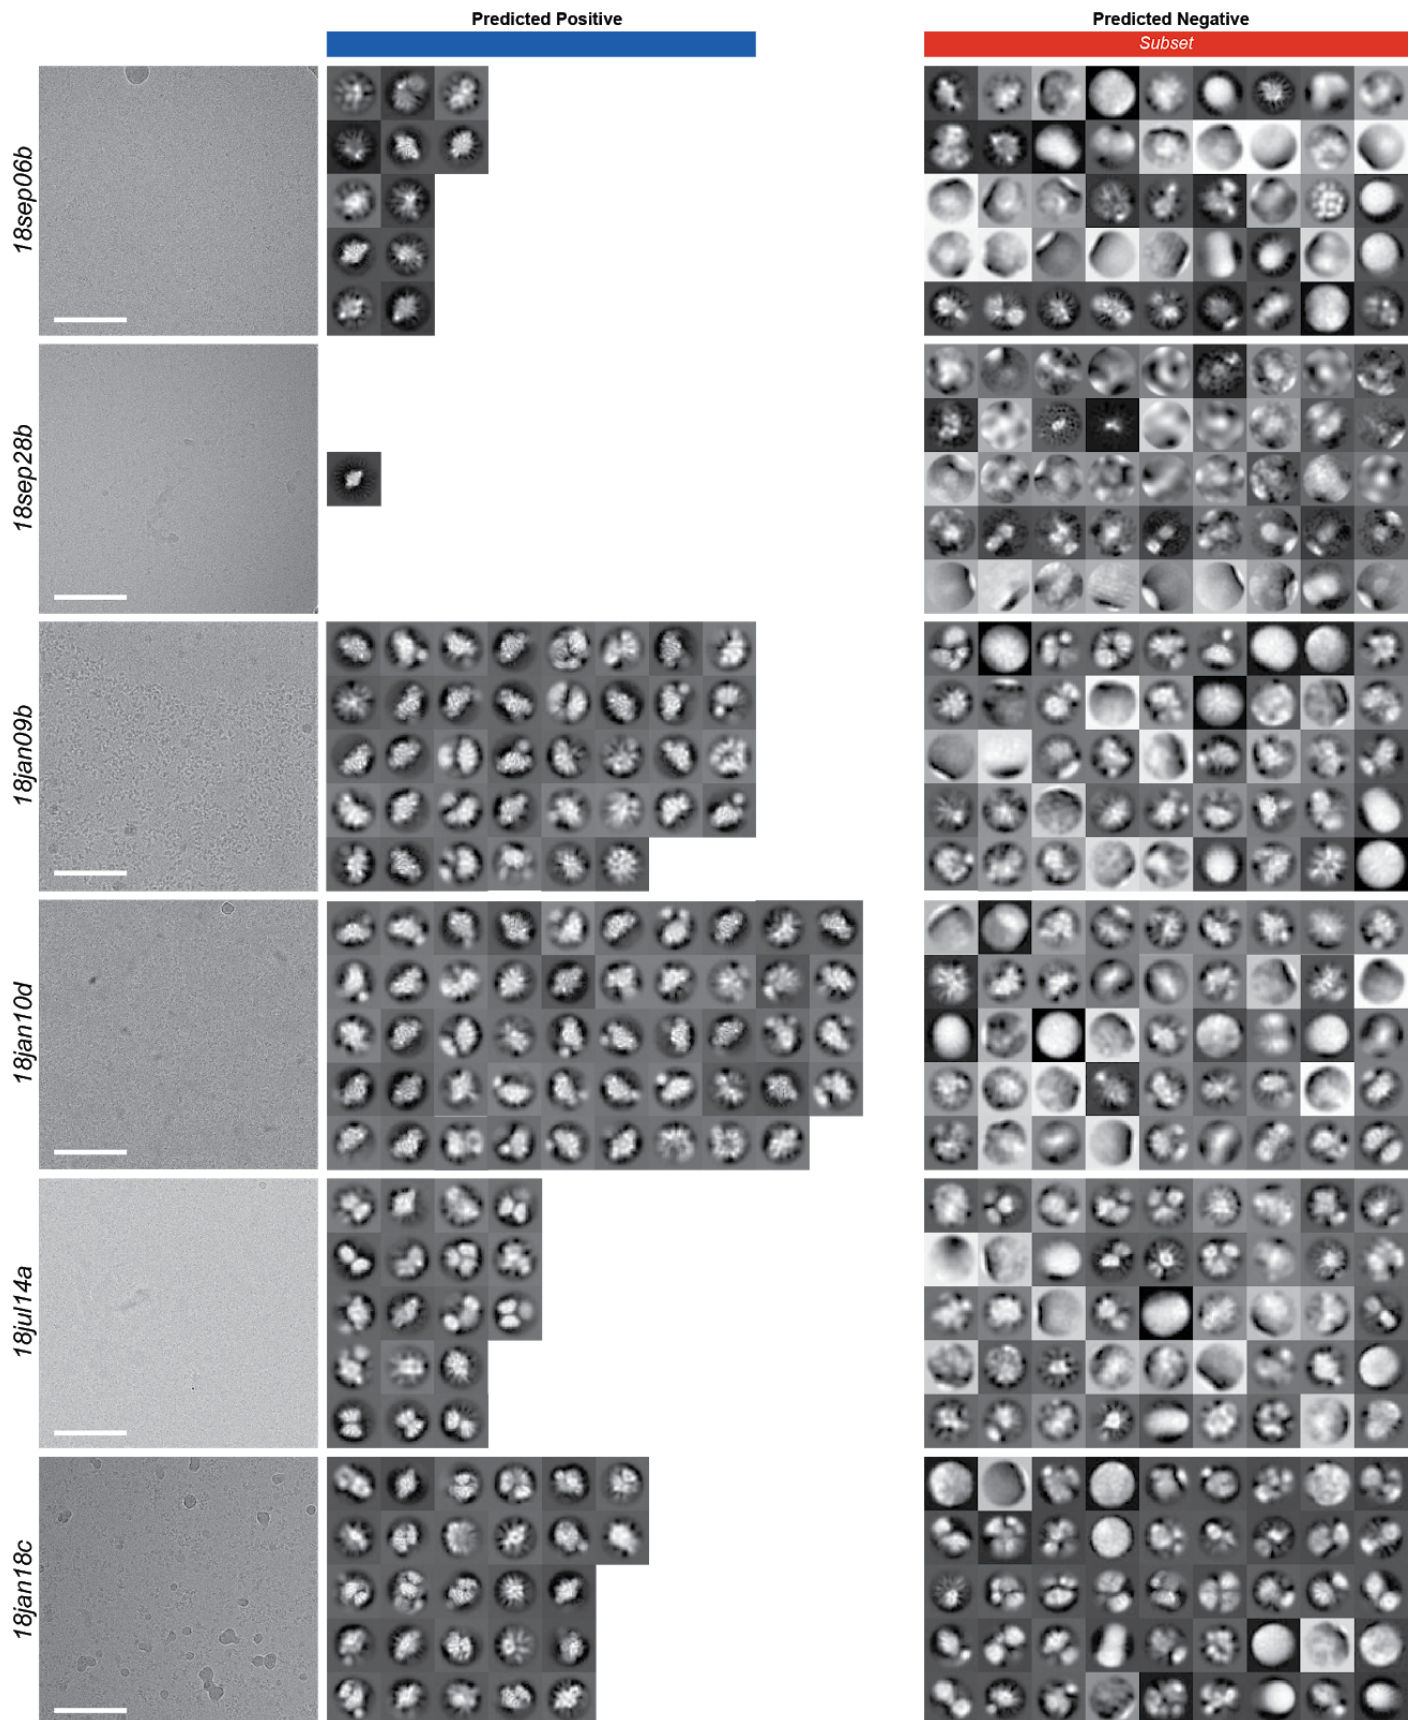 Predicted Positive
Predicted Negative
Subset
18sep06b
18sep28b
18jan09b
18jan10d
18jul14a
18jan18c